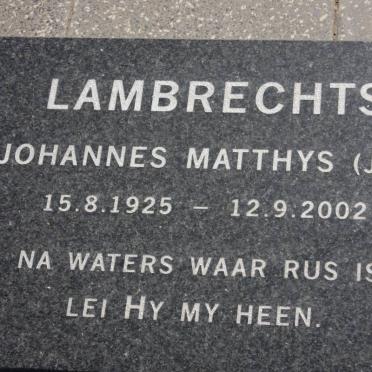 LAMBRECHTS
JOHANNES MATTHYS (J
15.8.1925 – 12.9.2002
NA WATERS WAAR RUS IS
LEI HY MY HEEN.